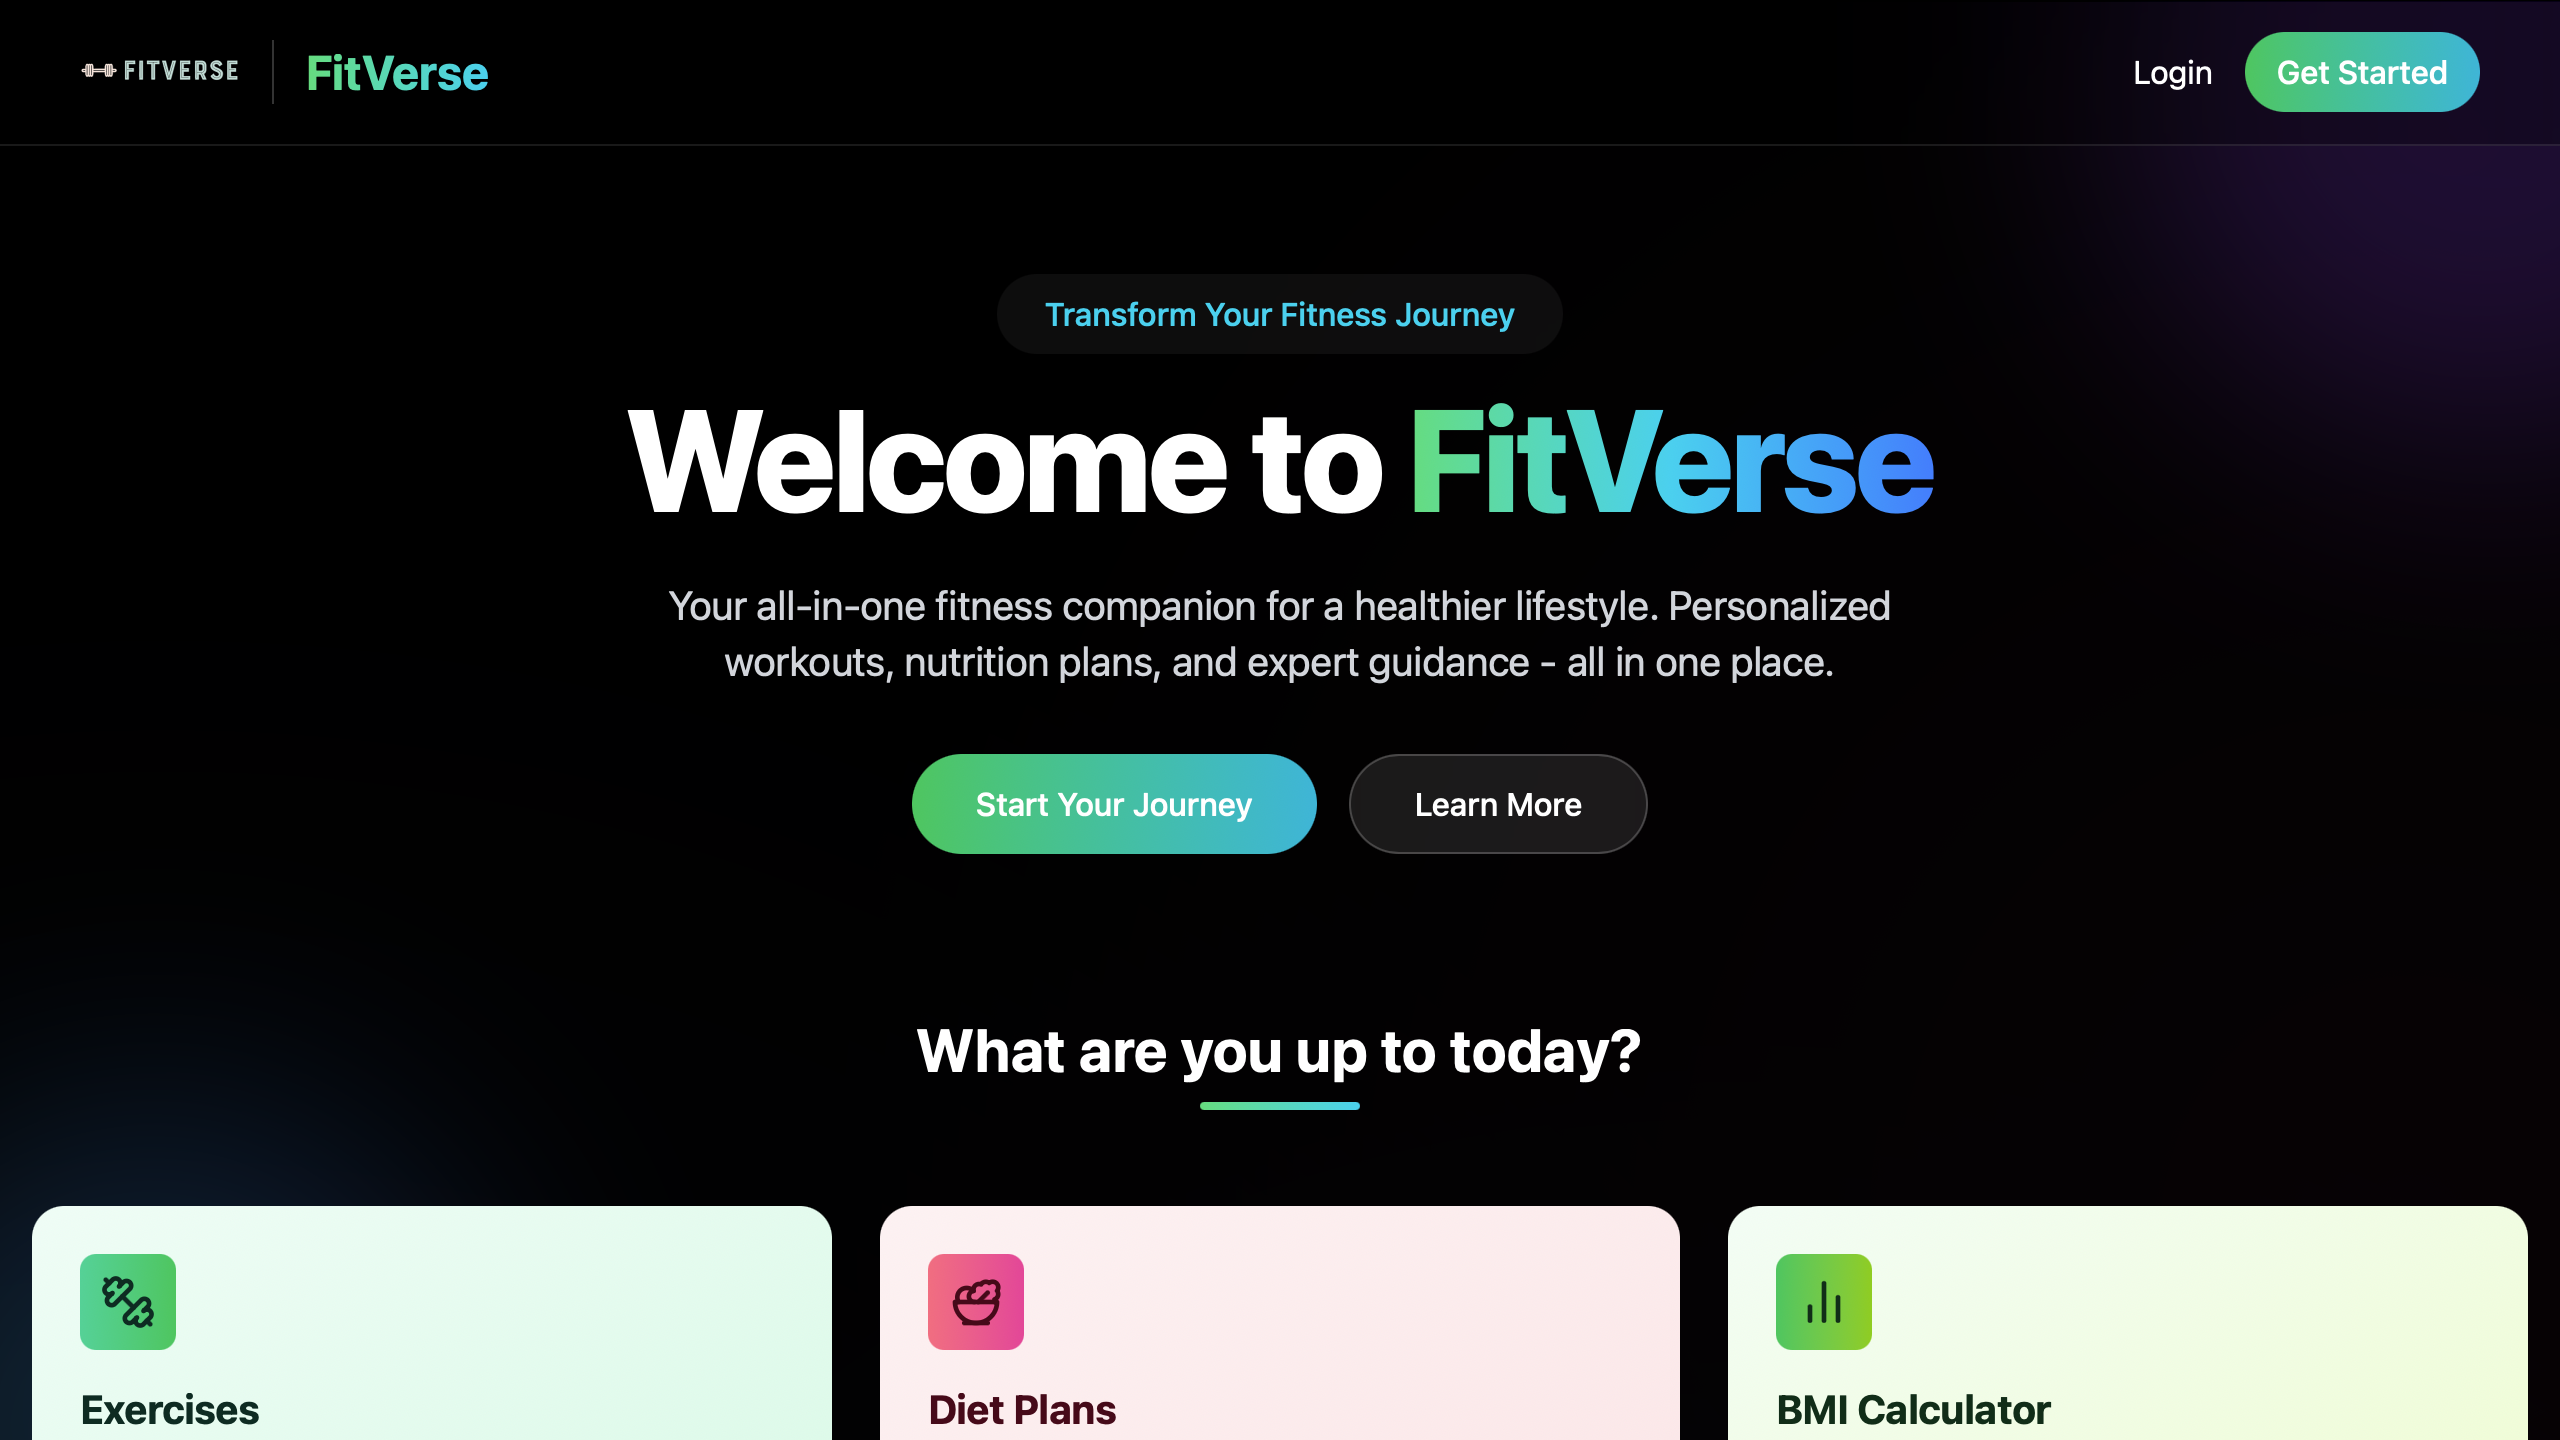 FITVERSE
FitVerse
Login
Get Started
Transform Your Fitness Journey
Welcome to FitVerse
Your all-in-one fitness companion for a healthier lifestyle. Personalized
workouts, nutrition plans, and expert guidance - all in one place.
Start Your Journey
Learn More
What are you up to today?
Exercises
Diet Plans
BMI Calculator